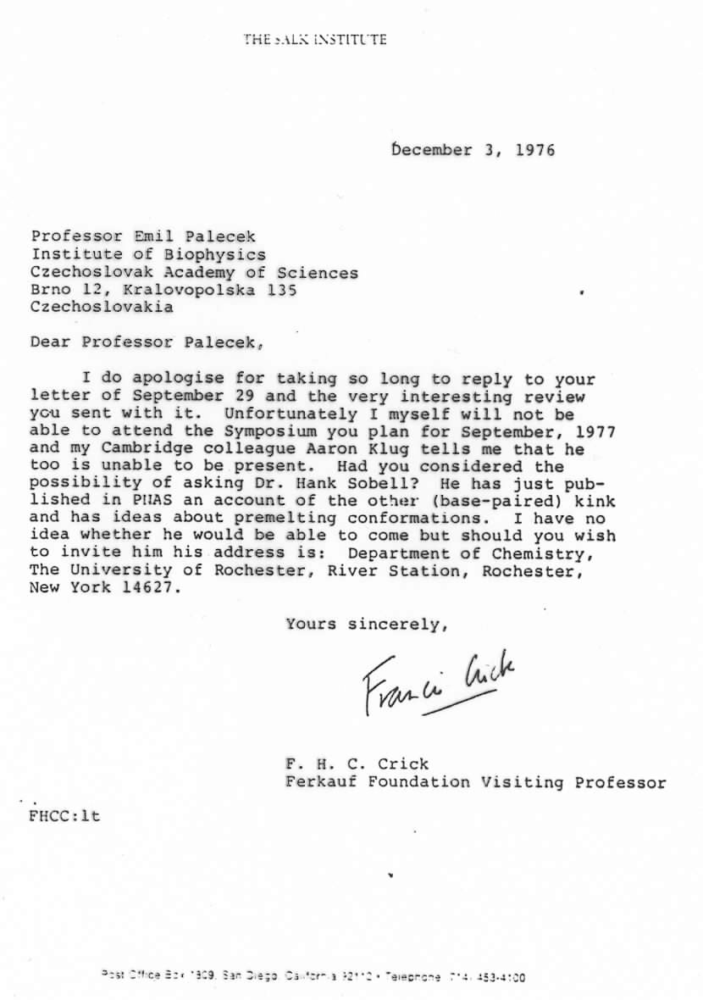 THE SALK INSTITUTE
December 3, 1976
Professor Emil Palecek
Institute of Biophysics
Czechoslovak Academy of Sciences
Brno 12, Kralovopolska 135
Czechoslovakia
Dear Professor Palecek,
I do apologise for taking so long to reply to your
letter of September 29 and the very interesting review
you sent with it. Unfortunately I myself will not be
able to attend the Symposium you plan for September, 1977
and my Cambridge colleague Aaron Klug tells me that he
too is unable to be present. Had you considered the
possibility of asking Dr. Hank Sobell? He has just pub-
lished in PNAS an account of the other (base-paired) kink
and has ideas about premelting conformations. I have no
idea whether he would be able to come but should you wish
to invite him his address is: Department of Chemistry,
The University of Rochester, River Station, Rochester,
New York 14627.
Yours sincerely,
Francis Crick
F. H. C. Crick
Ferkauf Foundation Visiting Professor
FHCC:lt
Post Office Box 1809, San Diego, California 92112 • Telephone (714) 453-4100